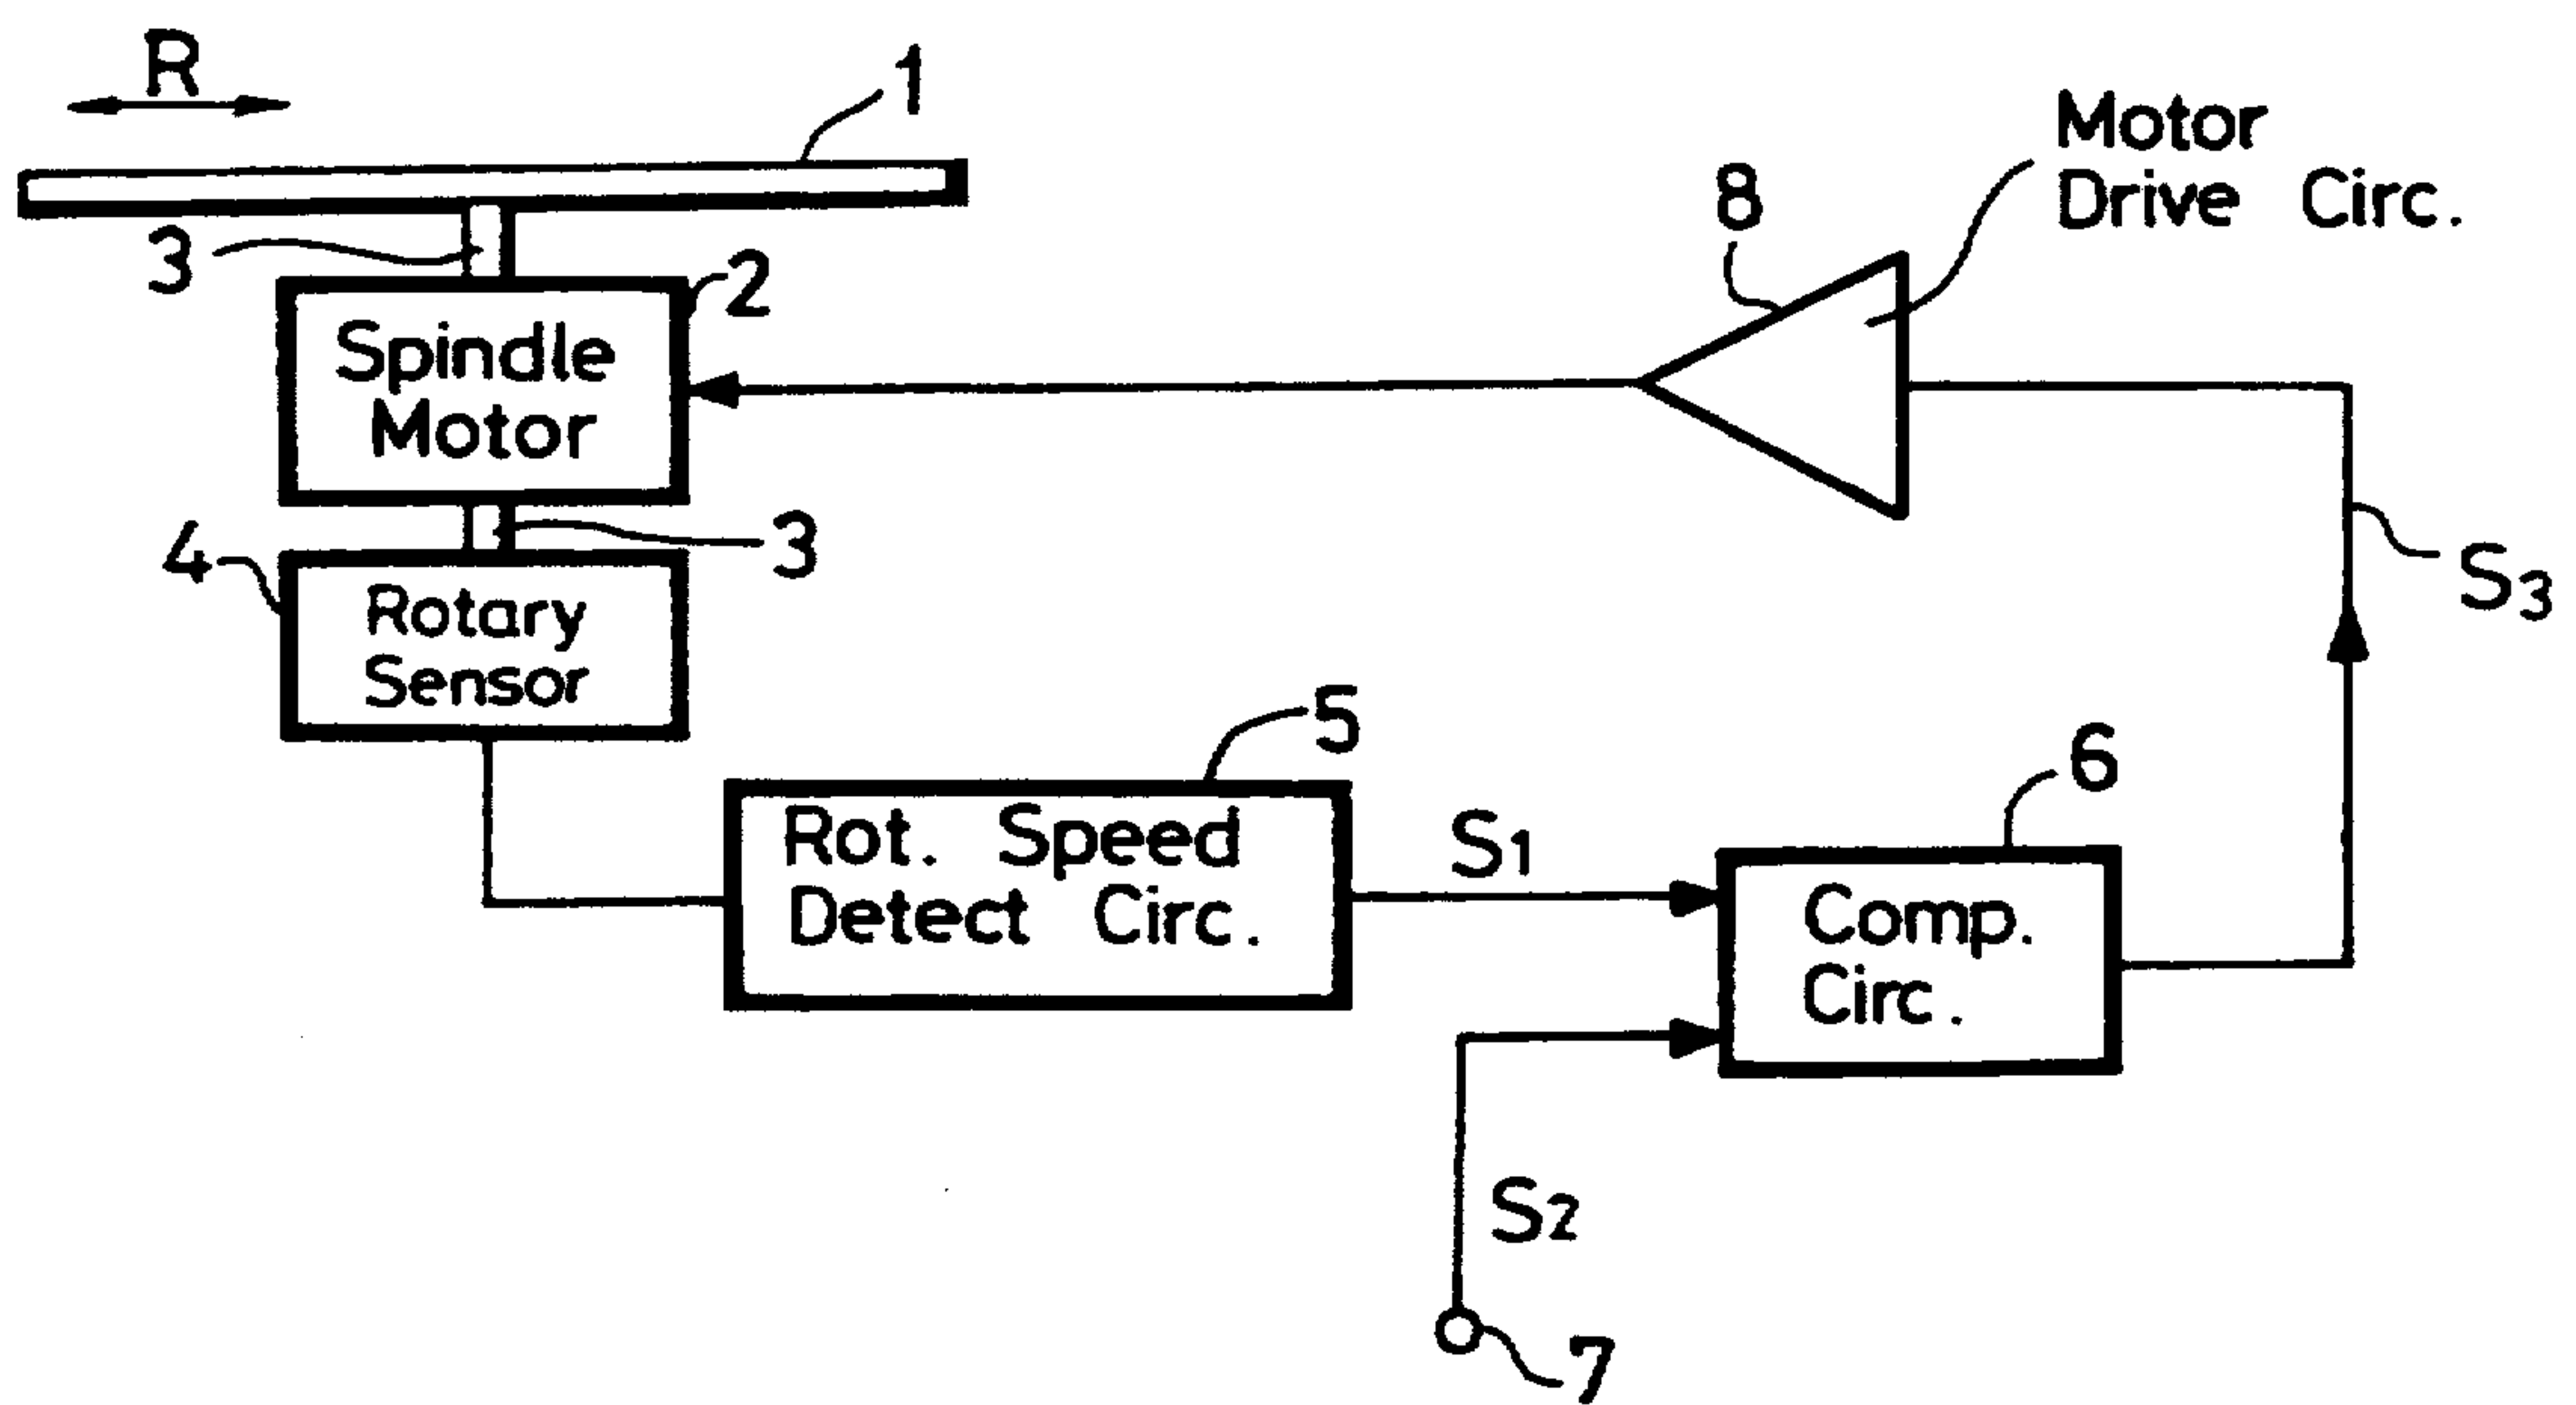 R
1
3
Spindle
Motor
2
8
Motor
Drive Circ.
3
4
Rotary
Sensor
S3
5
Rot. Speed
Detect Circ.
S1
6
Comp.
Circ.
S2
7